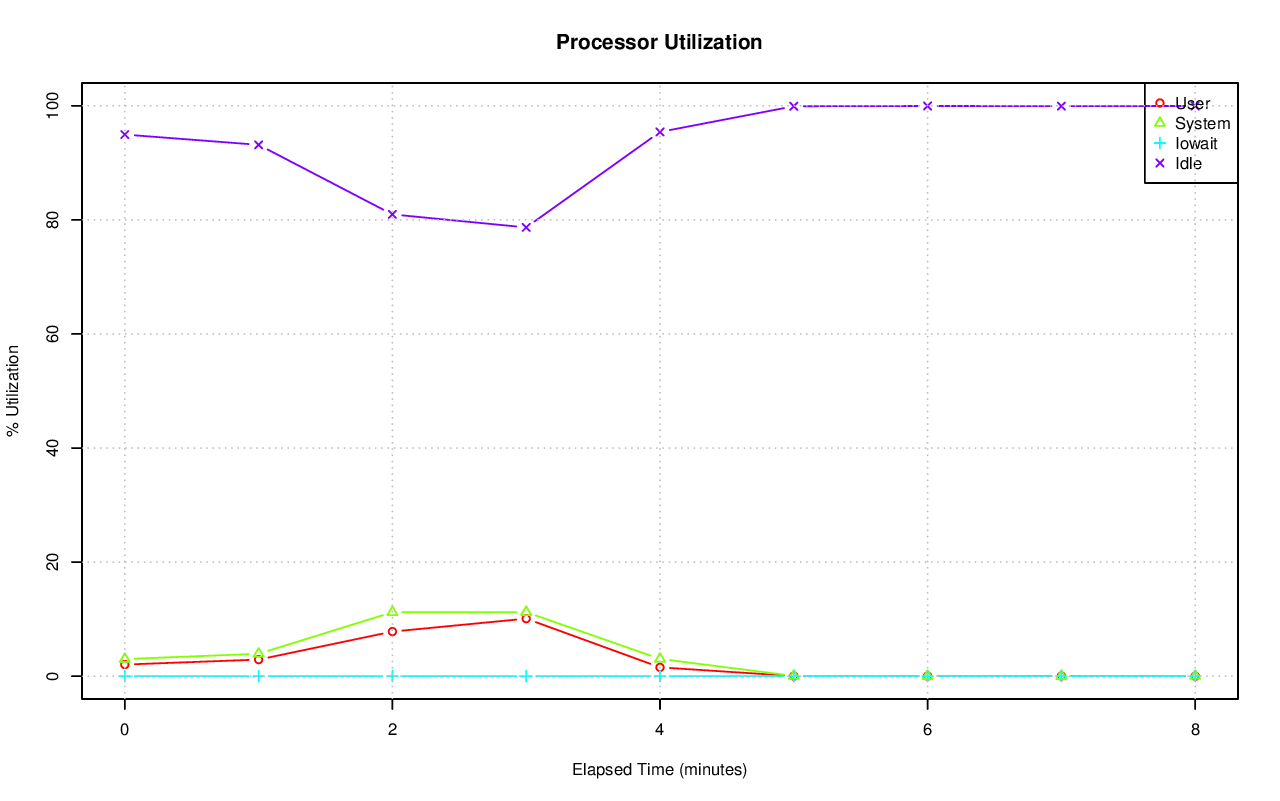 Processor Utilization
100
80
60
40
20
0
% Utilization
User
System
Iowait
Idle
0 2 4 6 8
Elapsed Time (minutes)